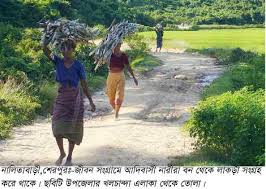 নালিতাবাড়ী,শেরপুরঃ-জীবন সংগ্রামে আদিবাসী নারীরা বন থেকে লাকড়ী সংগ্রহ
করে থাকে। ছবিটি উপজেলার খলচান্দা এলাকা থেকে তোলা।